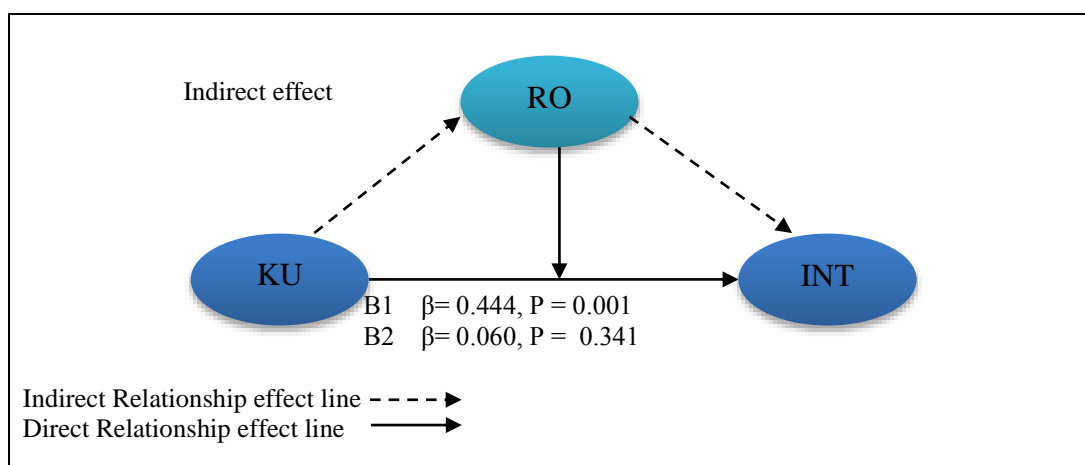 RO
Indirect effect
KU
INT
B1 β= 0.444, P = 0.001
B2 β= 0.060, P = 0.341
Indirect Relationship effect line
Direct Relationship effect line